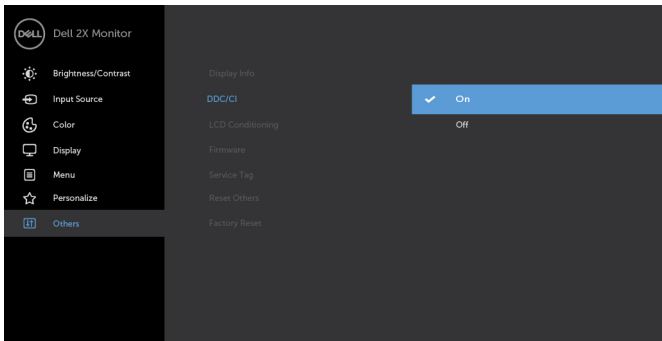 DELL Dell 2X Monitor
Brightness/Contrast
Display Info
Input Source
DDC/CI
On
Color
LCD Conditioning
Off
Display
Firmware
Menu
Service Tag
Personalize
Reset Others
Others
Factory Reset